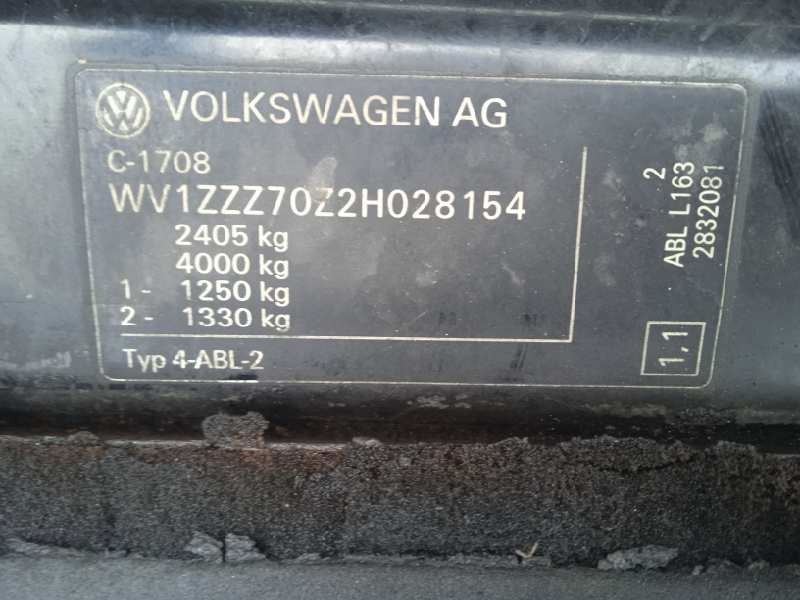 VW VOLKSWAGEN AG
C-1708
WV1ZZZ70Z2H028154
2405 kg
4000 kg
1 - 1250 kg
2 - 1330 kg
Typ 4-ABL-2
2
ABL L163
2832081
1,1